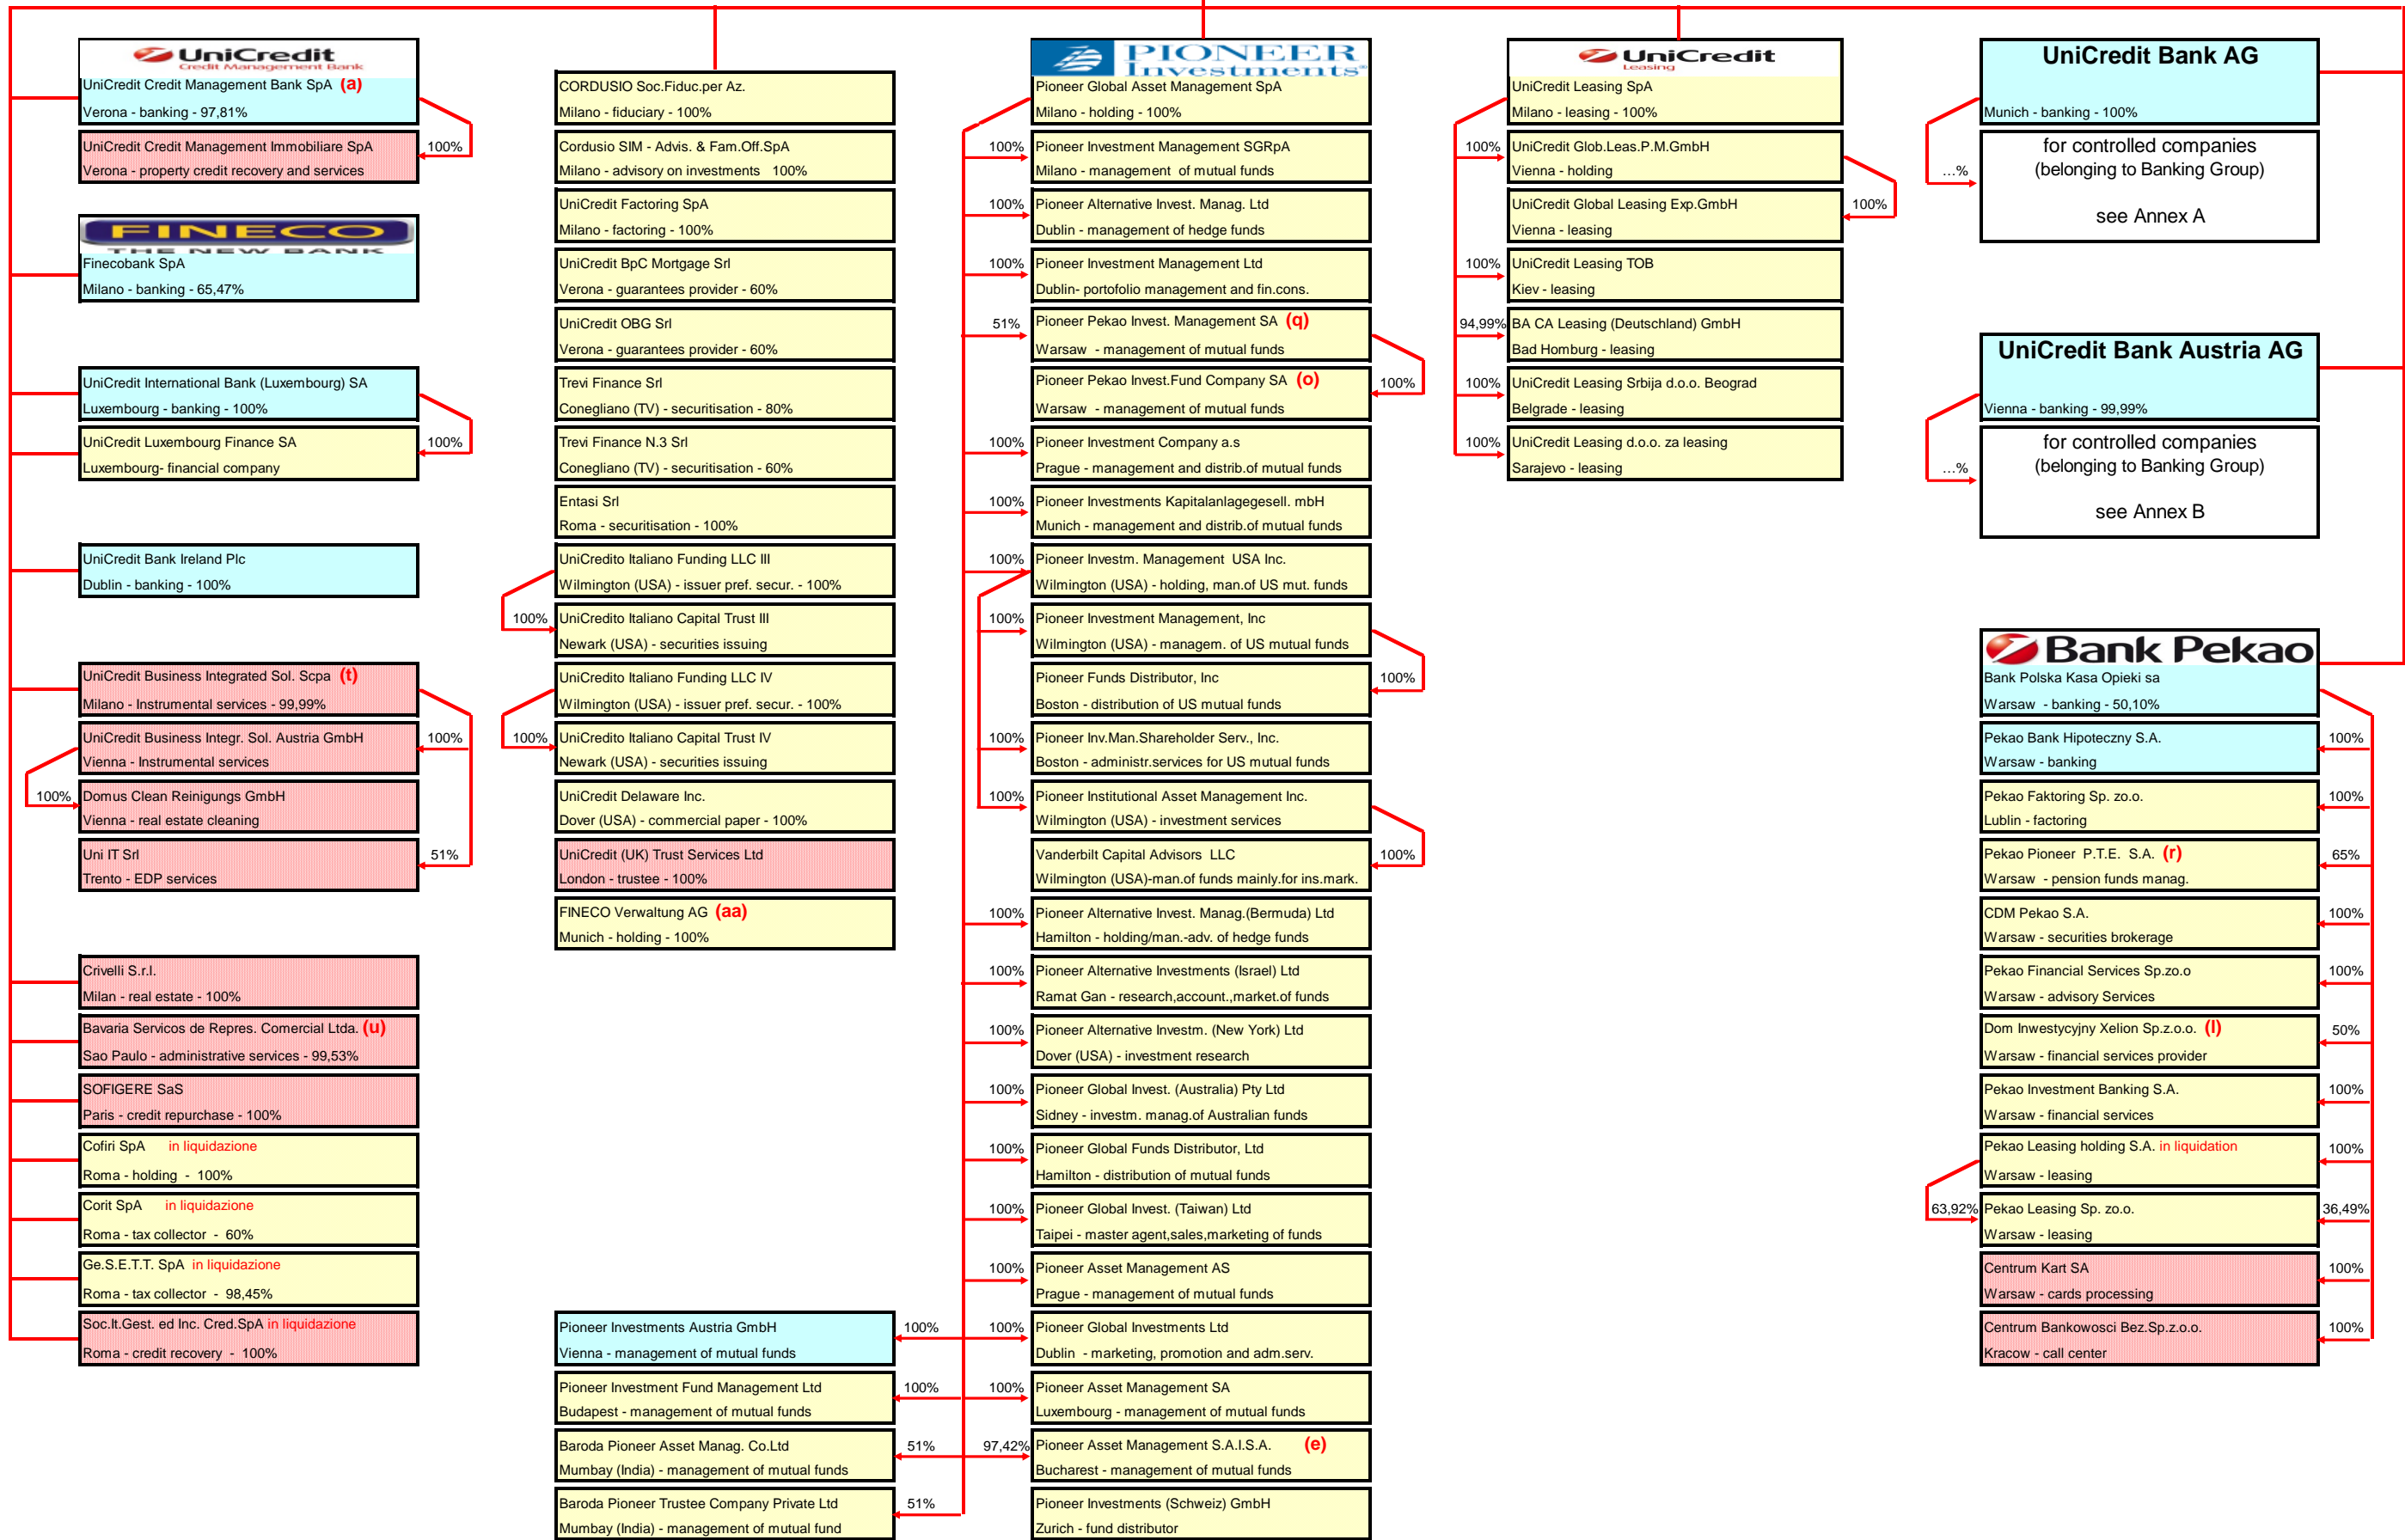 UniCredit
Credit Management Bank
UniCredit Credit Management Bank SpA (a)
Verona - banking - 97,81%
UniCredit Credit Management Immobiliare SpA
100%
Verona - property credit recovery and services
FINECO
THE NEW BANK
Finecobank SpA
Milano - banking - 65,47%
UniCredit International Bank (Luxembourg) SA
Luxembourg - banking - 100%
UniCredit Luxembourg Finance SA
100%
Luxembourg- financial company
UniCredit Bank Ireland Plc
Dublin - banking - 100%
UniCredit Business Integrated Sol. Scpa (t)
Milano - Instrumental services - 99,99%
UniCredit Business Integr. Sol. Austria GmbH
100%
Vienna - Instrumental services
100%
Domus Clean Reinigungs GmbH
Vienna - real estate cleaning
Uni IT Srl
51%
Trento - EDP services
Crivelli S.r.l.
Milan - real estate - 100%
Bavaria Servicos de Repres. Comercial Ltda. (u)
Sao Paulo - administrative services - 99,53%
SOFIGERE SaS
Paris - credit repurchase - 100%
Cofiri SpA in liquidazione
Roma - holding - 100%
Corit SpA in liquidazione
Roma - tax collector - 60%
Ge.S.E.T.T. SpA in liquidazione
Roma - tax collector - 98,45%
Soc.It.Gest. ed Inc. Cred.SpA in liquidazione
Roma - credit recovery - 100%
CORDUSIO Soc.Fiduc.per Az.
Milano - fiduciary - 100%
Cordusio SIM - Advis. & Fam.Off.SpA
Milano - advisory on investments 100%
UniCredit Factoring SpA
Milano - factoring - 100%
UniCredit BpC Mortgage Srl
Verona - guarantees provider - 60%
UniCredit OBG Srl
Verona - guarantees provider - 60%
Trevi Finance Srl
Conegliano (TV) - securitisation - 80%
Trevi Finance N.3 Srl
Conegliano (TV) - securitisation - 60%
Entasi Srl
Roma - securitisation - 100%
UniCredito Italiano Funding LLC III
Wilmington (USA) - issuer pref. secur. - 100%
100%
UniCredito Italiano Capital Trust III
Newark (USA) - securities issuing
UniCredito Italiano Funding LLC IV
Wilmington (USA) - issuer pref. secur. - 100%
100%
UniCredito Italiano Capital Trust IV
Newark (USA) - securities issuing
UniCredit Delaware Inc.
Dover (USA) - commercial paper - 100%
UniCredit (UK) Trust Services Ltd
London - trustee - 100%
FINECO Verwaltung AG (aa)
Munich - holding - 100%
Pioneer Investments Austria GmbH
100%
Vienna - management of mutual funds
Pioneer Investment Fund Management Ltd
100%
Budapest - management of mutual funds
Baroda Pioneer Asset Manag. Co.Ltd
51%
Mumbay (India) - management of mutual funds
Baroda Pioneer Trustee Company Private Ltd
51%
Mumbay (India) - management of mutual fund
PIONEER
Investments®
Pioneer Global Asset Management SpA
Milano - holding - 100%
100%
Pioneer Investment Management SGRpA
Milano - management of mutual funds
100%
Pioneer Alternative Invest. Manag. Ltd
Dublin - management of hedge funds
100%
Pioneer Investment Management Ltd
Dublin- portofolio management and fin.cons.
51%
Pioneer Pekao Invest. Management SA (q)
Warsaw - management of mutual funds
Pioneer Pekao Invest.Fund Company SA (o)
100%
Warsaw - management of mutual funds
100%
Pioneer Investment Company a.s
Prague - management and distrib.of mutual funds
100%
Pioneer Investments Kapitalanlagegesell. mbH
Munich - management and distrib.of mutual funds
100%
Pioneer Investm. Management USA Inc.
Wilmington (USA) - holding, man.of US mut. funds
100%
Pioneer Investment Management, Inc
Wilmington (USA) - managem. of US mutual funds
Pioneer Funds Distributor, Inc
100%
Boston - distribution of US mutual funds
100%
Pioneer Inv.Man.Shareholder Serv., Inc.
Boston - administr.services for US mutual funds
100%
Pioneer Institutional Asset Management Inc.
Wilmington (USA) - investment services
Vanderbilt Capital Advisors LLC
100%
Wilmington (USA)-man.of funds mainly.for ins.mark.
100%
Pioneer Alternative Invest. Manag.(Bermuda) Ltd
Hamilton - holding/man.-adv. of hedge funds
100%
Pioneer Alternative Investments (Israel) Ltd
Ramat Gan - research,account.,market.of funds
100%
Pioneer Alternative Investm. (New York) Ltd
Dover (USA) - investment research
100%
Pioneer Global Invest. (Australia) Pty Ltd
Sidney - investm. manag.of Australian funds
100%
Pioneer Global Funds Distributor, Ltd
Hamilton - distribution of mutual funds
100%
Pioneer Global Invest. (Taiwan) Ltd
Taipei - master agent,sales,marketing of funds
100%
Pioneer Asset Management AS
Prague - management of mutual funds
100%
Pioneer Global Investments Ltd
Dublin - marketing, promotion and adm.serv.
100%
Pioneer Asset Management SA
Luxembourg - management of mutual funds
97,42%
Pioneer Asset Management S.A.I.S.A. (e)
Bucharest - management of mutual funds
Pioneer Investments (Schweiz) GmbH
Zurich - fund distributor
UniCredit
Leasing
UniCredit Leasing SpA
Milano - leasing - 100%
100%
UniCredit Glob.Leas.P.M.GmbH
Vienna - holding
UniCredit Global Leasing Exp.GmbH
100%
Vienna - leasing
100%
UniCredit Leasing TOB
Kiev - leasing
94,99%
BA CA Leasing (Deutschland) GmbH
Bad Homburg - leasing
100%
UniCredit Leasing Srbija d.o.o. Beograd
Belgrade - leasing
100%
UniCredit Leasing d.o.o. za leasing
Sarajevo - leasing
UniCredit Bank AG
Munich - banking - 100%
for controlled companies
...%
(belonging to Banking Group)
see Annex A
UniCredit Bank Austria AG
Vienna - banking - 99,99%
for controlled companies
...%
(belonging to Banking Group)
see Annex B
Bank Pekao
Bank Polska Kasa Opieki sa
Warsaw - banking - 50,10%
Pekao Bank Hipoteczny S.A.
100%
Warsaw - banking
Pekao Faktoring Sp. zo.o.
100%
Lublin - factoring
Pekao Pioneer P.T.E. S.A. (r)
65%
Warsaw - pension funds manag.
CDM Pekao S.A.
100%
Warsaw - securities brokerage
Pekao Financial Services Sp.zo.o
100%
Warsaw - advisory Services
Dom Inwestycyjny Xelion Sp.z.o.o. (l)
50%
Warsaw - financial services provider
Pekao Investment Banking S.A.
100%
Warsaw - financial services
Pekao Leasing holding S.A. in liquidation
100%
Warsaw - leasing
63,92%
Pekao Leasing Sp. zo.o.
36,49%
Warsaw - leasing
Centrum Kart SA
100%
Warsaw - cards processing
Centrum Bankowosci Bez.Sp.z.o.o.
100%
Kracow - call center